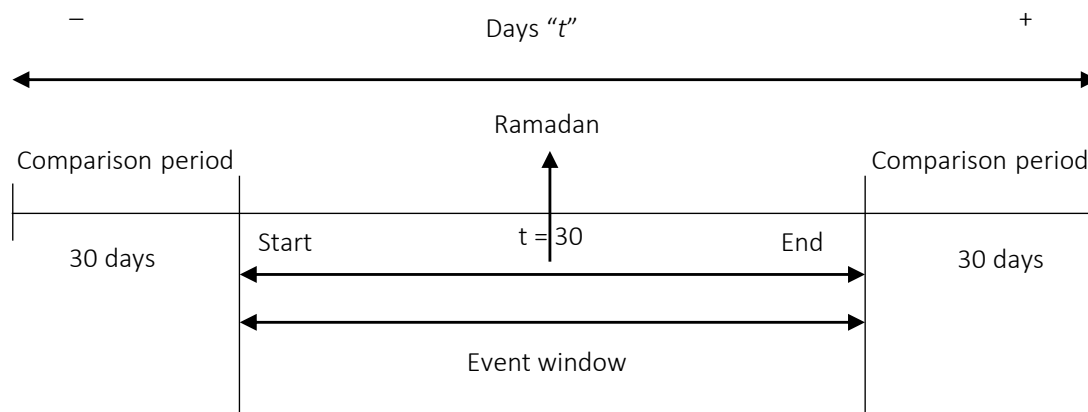 – Days “t” +
Ramadan
Comparison period Comparison period
Start t = 30 End
30 days 30 days
Event window